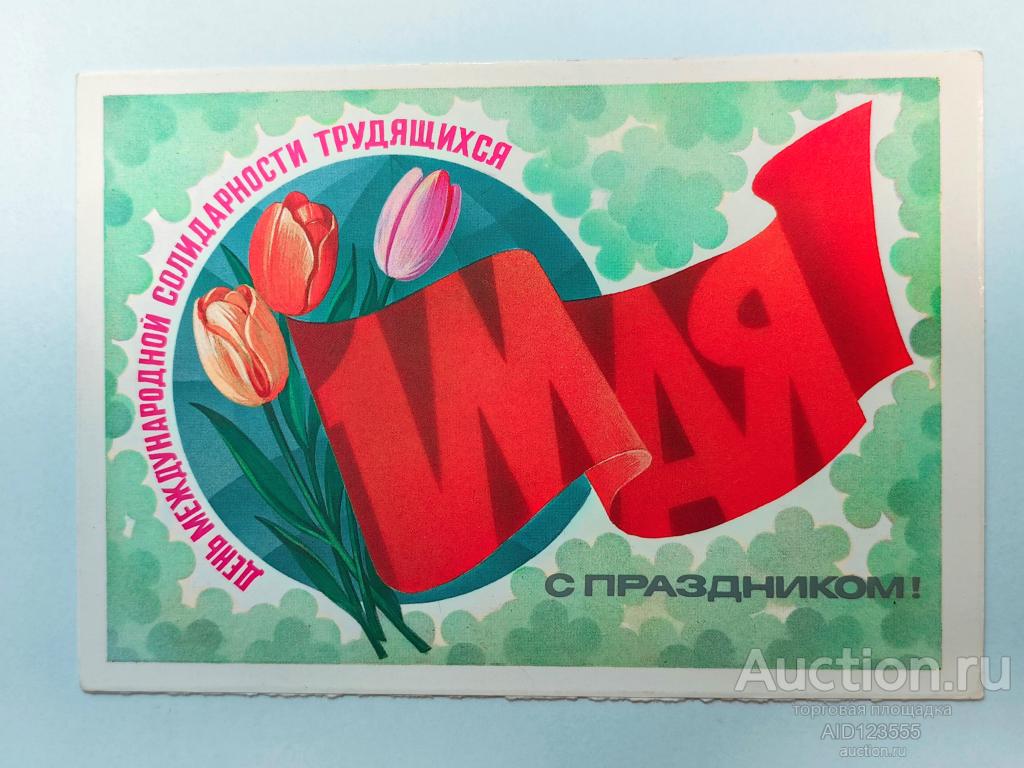 ДЕНЬ МЕЖДУНАРОДНОЙ СОЛИДАРНОСТИ ТРУДЯЩИХСЯ
1 МАЯ
С ПРАЗДНИКОМ!
Auction.ru
торговая площадка
AID123555
auction.ru